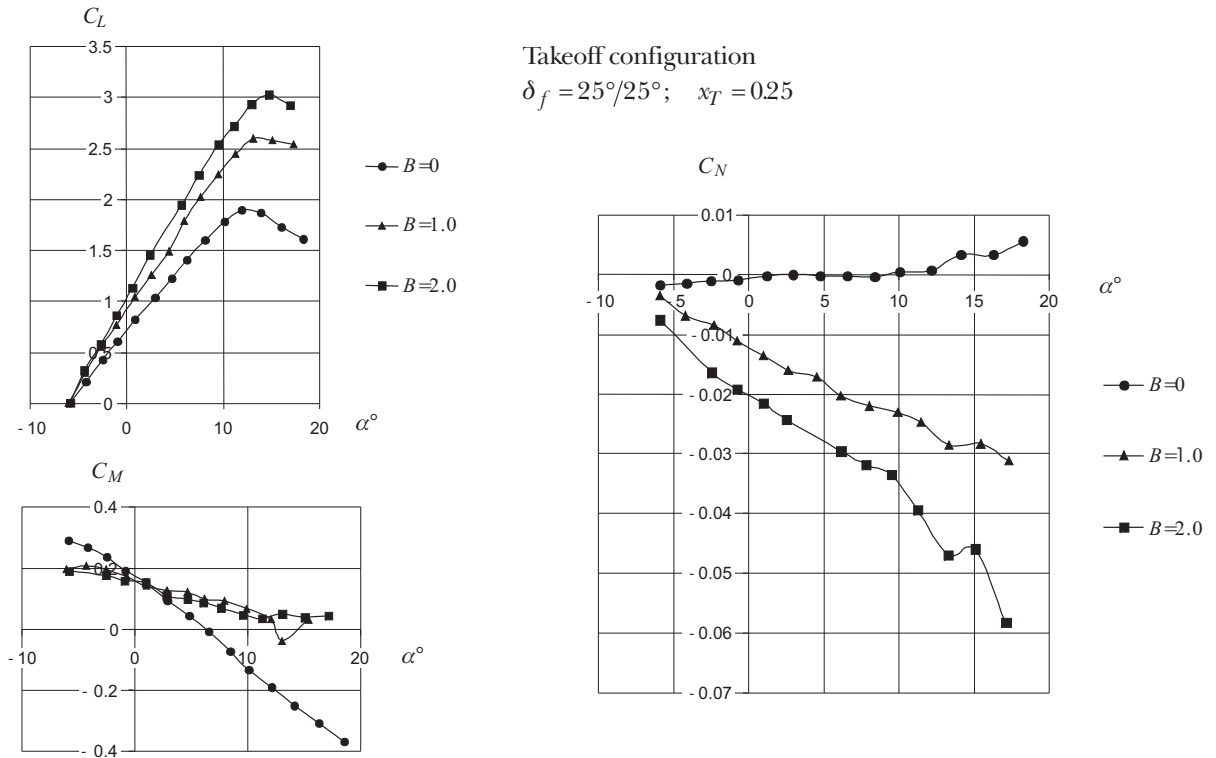 C_L
3.5
3
2.5
2
1.5
1
0.5
0
- 10 0 10 20
α°
B=0
B=1.0
B=2.0
Takeoff configuration
δ_f = 25°/25°; x_T = 0.25
C_M
0.4
0.2
0
- 0.2
- 0.4
- 10 0 10 20
α°
C_N
0.01
0
- 0.01
- 0.02
- 0.03
- 0.04
- 0.05
- 0.06
- 0.07
- 10 -5 0 5 10 15 20
α°
B=0
B=1.0
B=2.0